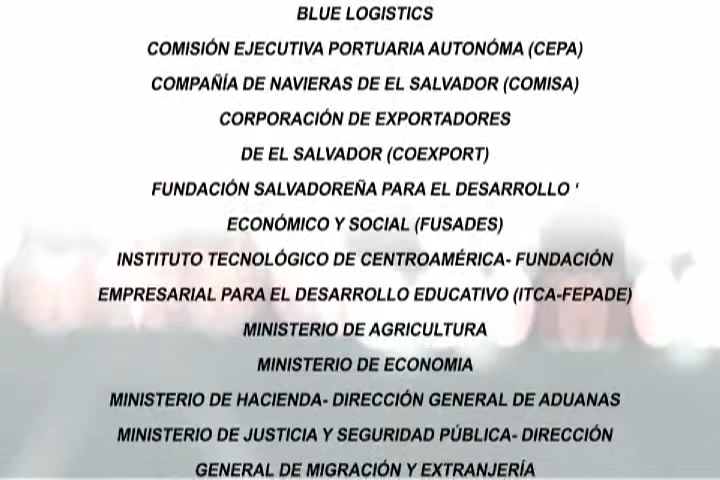 BLUE LOGISTICS
COMISIÓN EJECUTIVA PORTUARIA AUTONÓMA (CEPA)
COMPAÑÍA DE NAVIERAS DE EL SALVADOR (COMISA)
CORPORACIÓN DE EXPORTADORES
DE EL SALVADOR (COEXPORT)
FUNDACIÓN SALVADOREÑA PARA EL DESARROLLO '
ECONÓMICO Y SOCIAL (FUSADES)
INSTITUTO TECNOLÓGICO DE CENTROAMÉRICA- FUNDACIÓN
EMPRESARIAL PARA EL DESARROLLO EDUCATIVO (ITCA-FEPADE)
MINISTERIO DE AGRICULTURA
MINISTERIO DE ECONOMIA
MINISTERIO DE HACIENDA- DIRECCIÓN GENERAL DE ADUANAS
MINISTERIO DE JUSTICIA Y SEGURIDAD PÚBLICA- DIRECCIÓN
GENERAL DE MIGRACIÓN Y EXTRANJERÍA